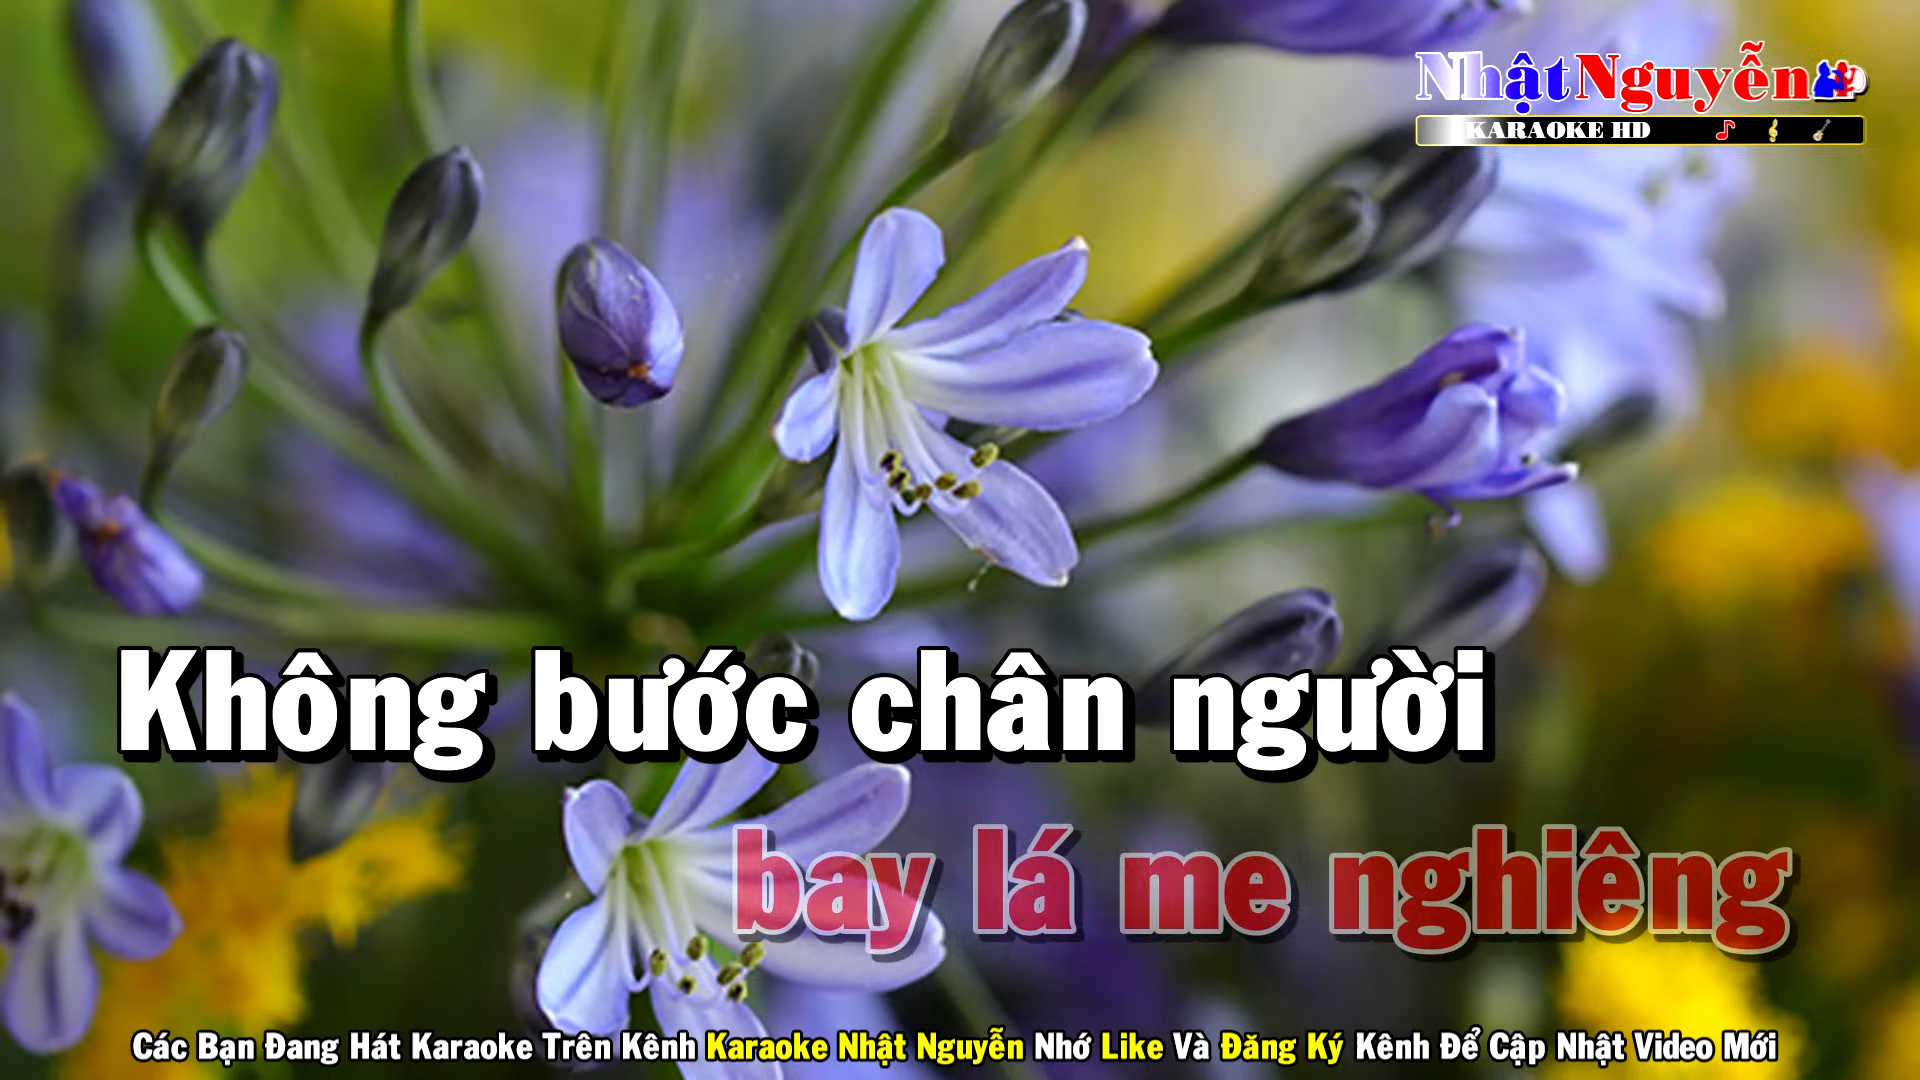 NhậtNguyễn
KARAOKE HD
Không bước chân người
bay lá me nghiêng
Các Bạn Đang Hát Karaoke Trên Kênh Karaoke Nhật Nguyễn Nhớ Like Và Đăng Ký Kênh Để Cập Nhật Video Mới